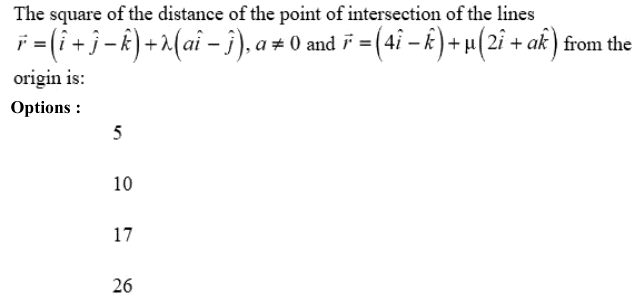 The square of the distance of the point of intersection of the lines
r⃗ = (î + ĵ − k̂) + λ(aî − ĵ), a ≠ 0 and r⃗ = (4î − k̂) + μ(2î + ak̂) from the
origin is:
Options :
5
10
17
26